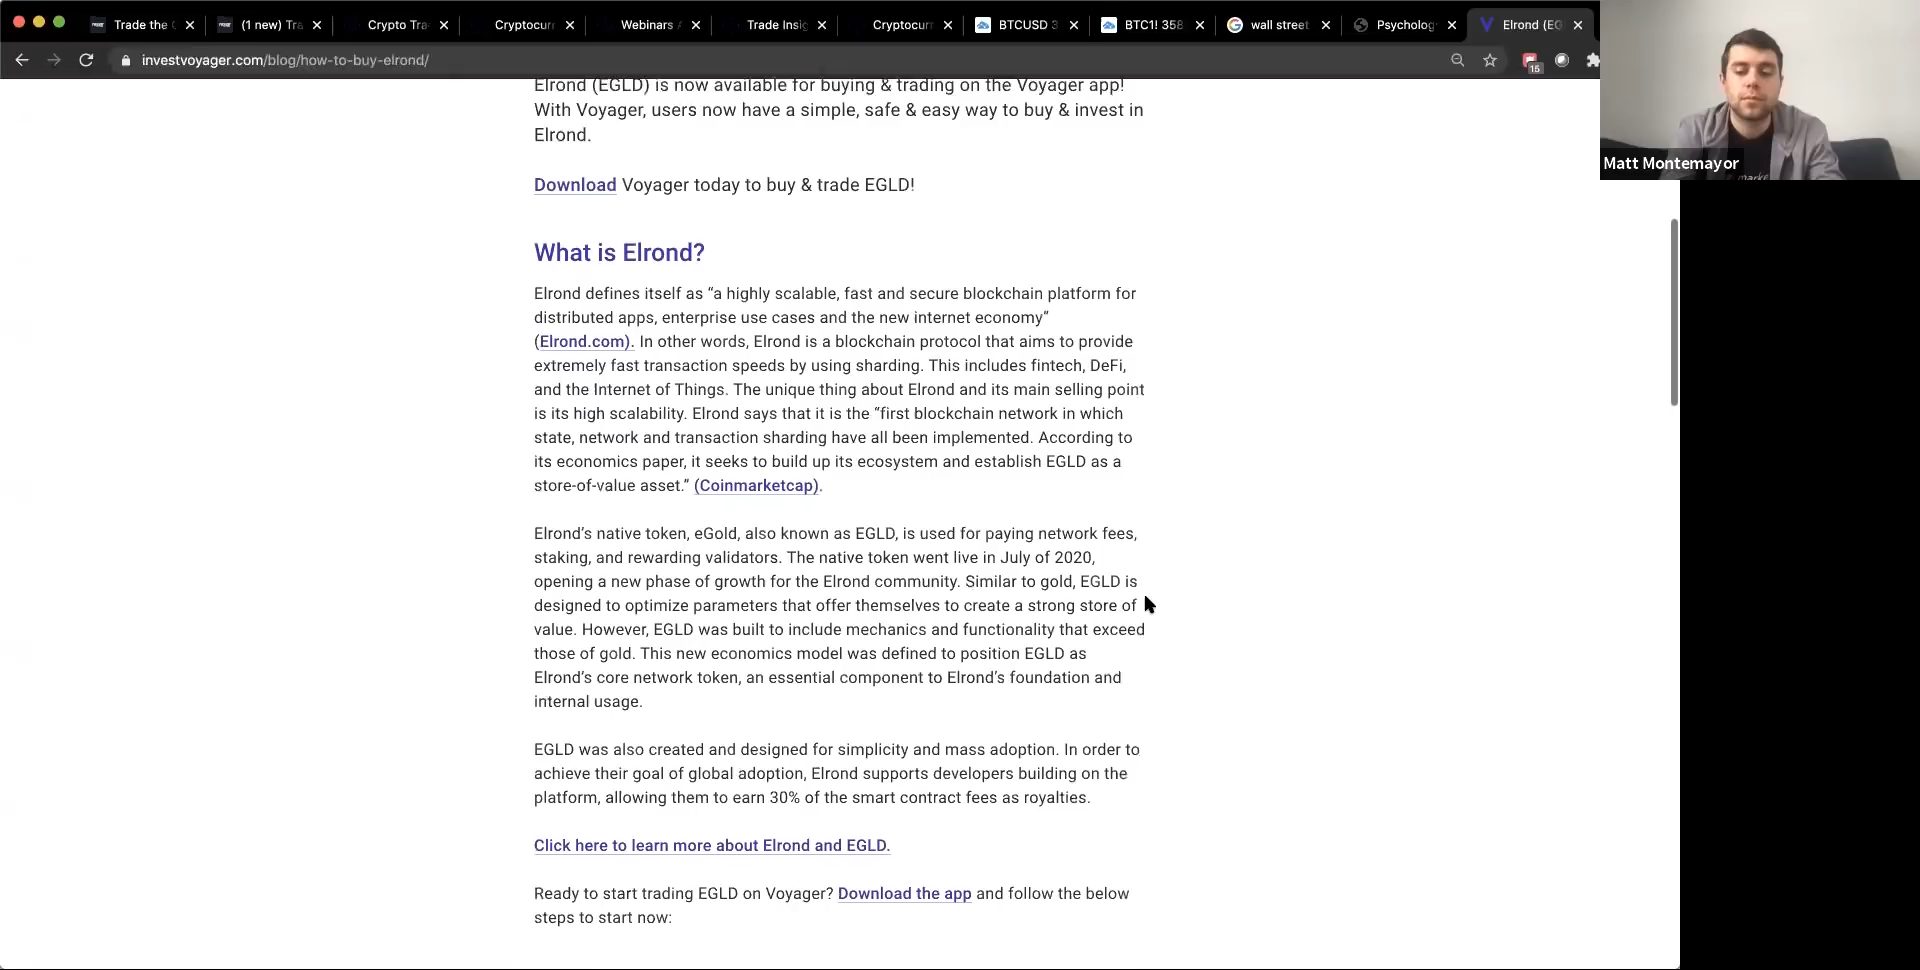 Trade the
(1 new) Tra
Crypto Tra
Cryptocurr
Webinars
Trade Insig
Cryptocurr
BTCUSD 3
BTC1! 358
wall street
Psycholog
Elrond (EG
investvoyager.com/blog/how-to-buy-elrond/
15
Matt Montemayor
Elrond (EGLD) is now available for buying & trading on the Voyager app!
With Voyager, users now have a simple, safe & easy way to buy & invest in
Elrond.
Download Voyager today to buy & trade EGLD!
What is Elrond?
Elrond defines itself as “a highly scalable, fast and secure blockchain platform for
distributed apps, enterprise use cases and the new internet economy”
(Elrond.com). In other words, Elrond is a blockchain protocol that aims to provide
extremely fast transaction speeds by using sharding. This includes fintech, DeFi,
and the Internet of Things. The unique thing about Elrond and its main selling point
is its high scalability. Elrond says that it is the “first blockchain network in which
state, network and transaction sharding have all been implemented. According to
its economics paper, it seeks to build up its ecosystem and establish EGLD as a
store-of-value asset.” (Coinmarketcap).
Elrond’s native token, eGold, also known as EGLD, is used for paying network fees,
staking, and rewarding validators. The native token went live in July of 2020,
opening a new phase of growth for the Elrond community. Similar to gold, EGLD is
designed to optimize parameters that offer themselves to create a strong store of
value. However, EGLD was built to include mechanics and functionality that exceed
those of gold. This new economics model was defined to position EGLD as
Elrond’s core network token, an essential component to Elrond’s foundation and
internal usage.
EGLD was also created and designed for simplicity and mass adoption. In order to
achieve their goal of global adoption, Elrond supports developers building on the
platform, allowing them to earn 30% of the smart contract fees as royalties.
Click here to learn more about Elrond and EGLD.
Ready to start trading EGLD on Voyager? Download the app and follow the below
steps to start now: